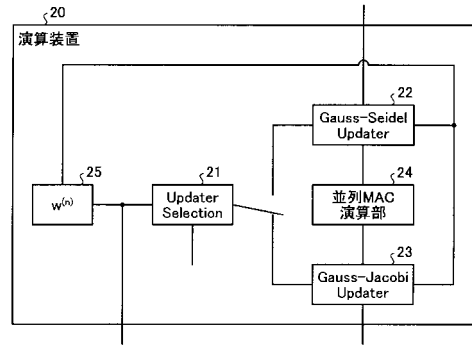 20
演算装置
22
Gauss-Seidel
Updater
25
w(n)
21
Updater
Selection
24
並列MAC
演算部
23
Gauss-Jacobi
Updater